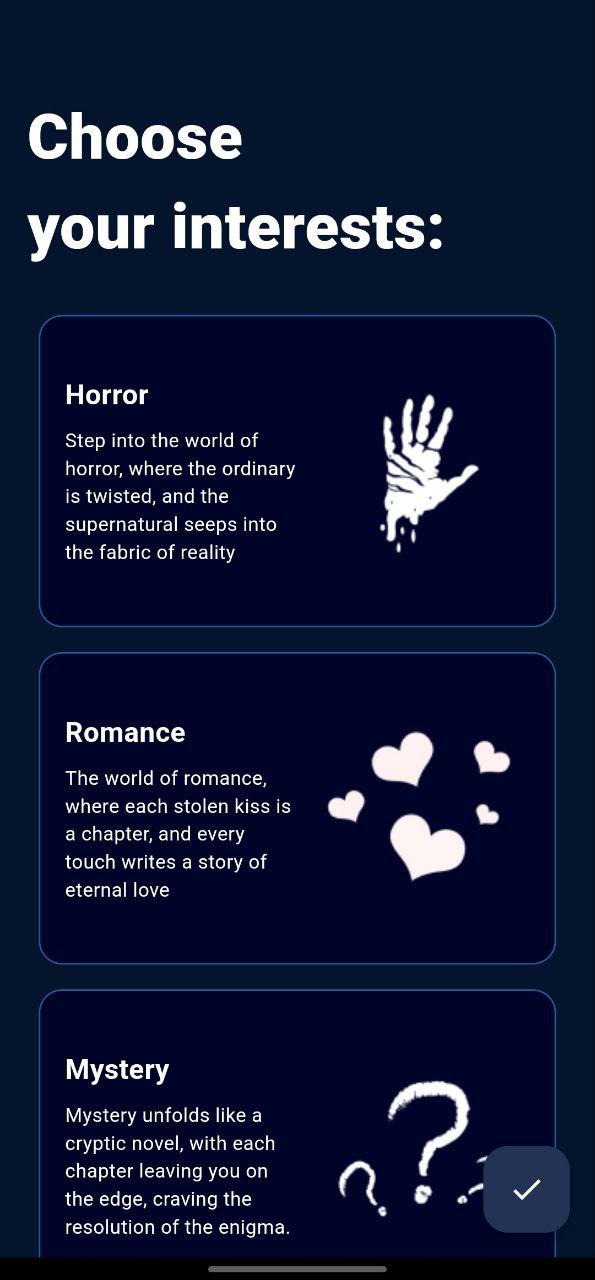 Choose
your interests:
Horror
Step into the world of
horror, where the ordinary
is twisted, and the
supernatural seeps into
the fabric of reality
Romance
The world of romance,
where each stolen kiss is
a chapter, and every
touch writes a story of
eternal love
Mystery
Mystery unfolds like a
cryptic novel, with each
chapter leaving you on
the edge, craving the
resolution of the enigma.